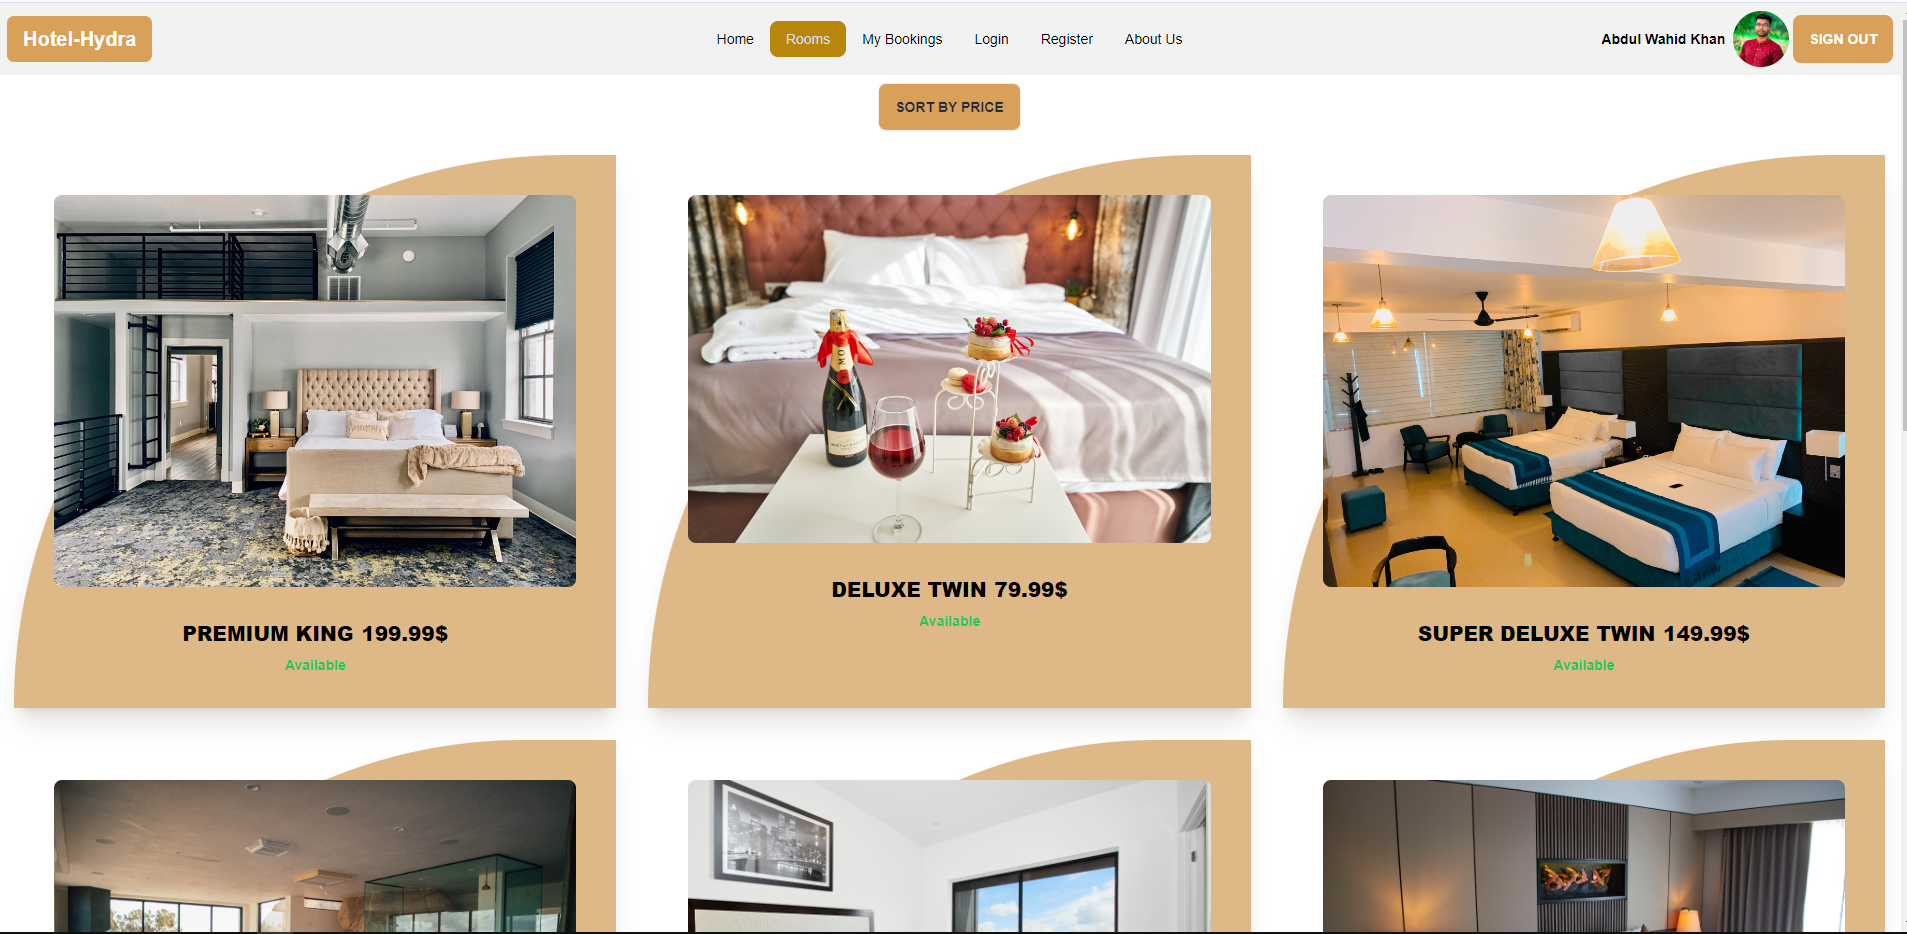 Hotel-Hydra
Home
Rooms
My Bookings
Login
Register
About Us
Abdul Wahid Khan
SIGN OUT
SORT BY PRICE
PREMIUM KING 199.99$
Available
DELUXE TWIN 79.99$
Available
SUPER DELUXE TWIN 149.99$
Available